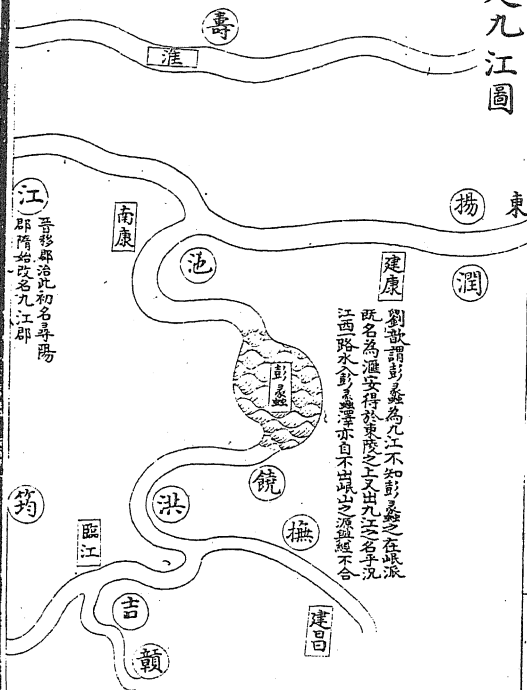 九江圖
東
壽
淮
揚
潤
建康
劉歆謂彭蠡為九江不知彭蠡之在岷派
既名為滙安得於東陵之上又出九江之名乎況
江西一路水入彭蠡澤亦自不出岷山之源與經不合
南康
池
江
晉移郡治此初名尋陽
郡隋始改名九江郡
彭蠡
饒
撫
洪
筠
臨江
建昌
吉
贛